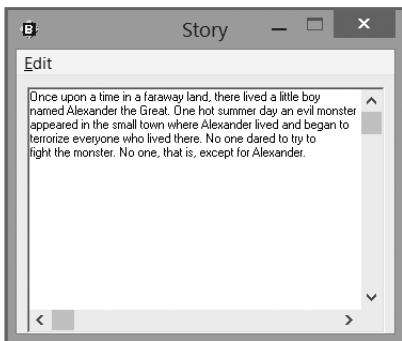 Story
Edit
Once upon a time in a faraway land, there lived a little boy
named Alexander the Great. One hot summer day an evil monster
appeared in the small town where Alexander lived and began to
terrorize everyone who lived there. No one dared to try to
fight the monster. No one, that is, except for Alexander.